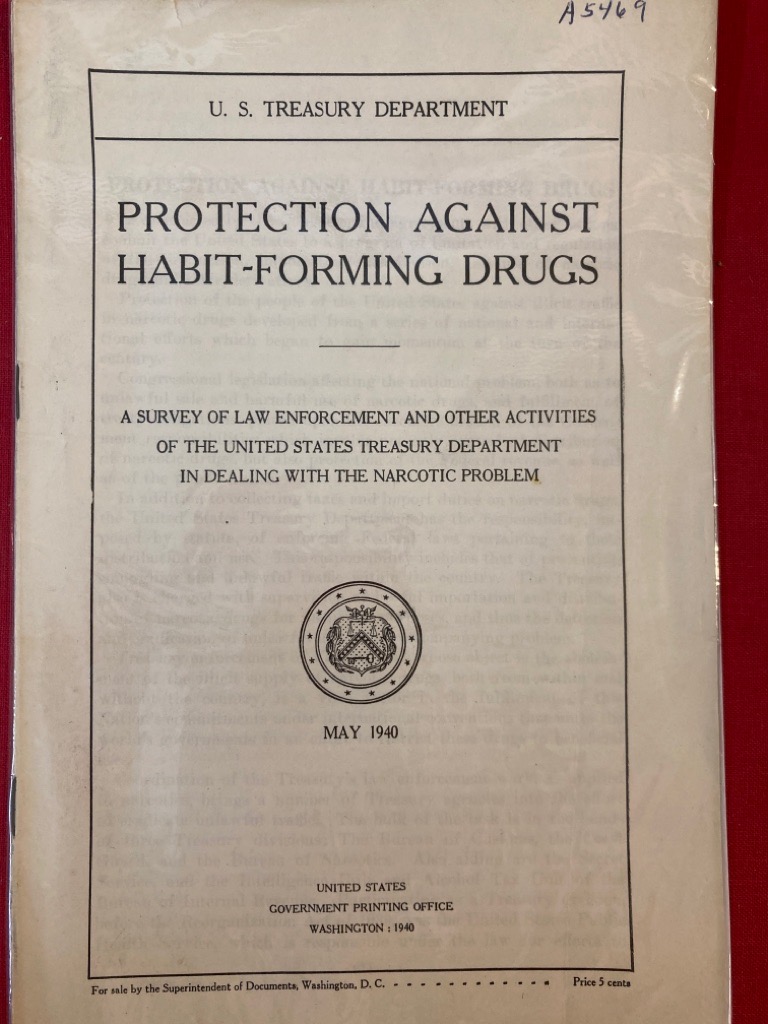 A5469
U. S. TREASURY DEPARTMENT
PROTECTION AGAINST
HABIT-FORMING DRUGS
A SURVEY OF LAW ENFORCEMENT AND OTHER ACTIVITIES
OF THE UNITED STATES TREASURY DEPARTMENT
IN DEALING WITH THE NARCOTIC PROBLEM
MAY 1940
UNITED STATES
GOVERNMENT PRINTING OFFICE
WASHINGTON : 1940
For sale by the Superintendent of Documents, Washington, D. C. - - - - - - - - - - - - Price 5 cents